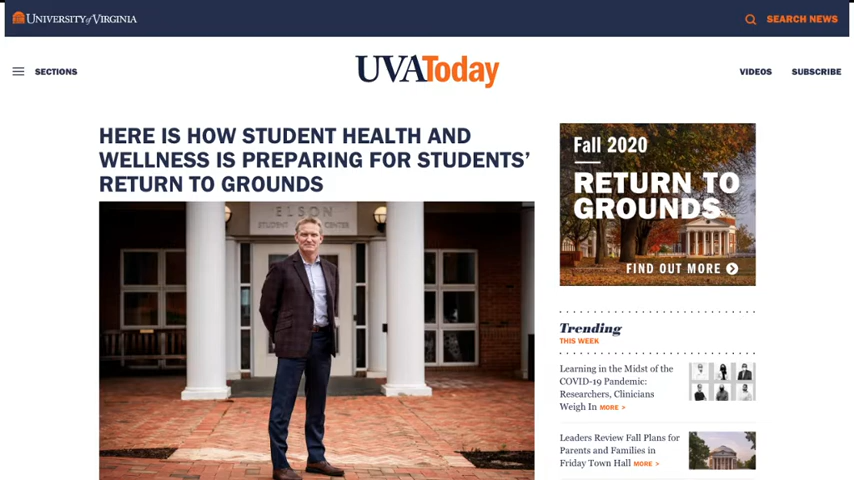 UNIVERSITY of VIRGINIA
SEARCH NEWS
SECTIONS
UVAToday
VIDEOS
SUBSCRIBE
HERE IS HOW STUDENT HEALTH AND
WELLNESS IS PREPARING FOR STUDENTS'
RETURN TO GROUNDS
ELSON
STUDENT
CENTER
Fall 2020
RETURN TO
GROUNDS
FIND OUT MORE
Trending
THIS WEEK
Learning in the Midst of the
COVID-19 Pandemic:
Researchers, Clinicians
Weigh In MORE >
Leaders Review Fall Plans for
Parents and Families in
Friday Town Hall MORE >